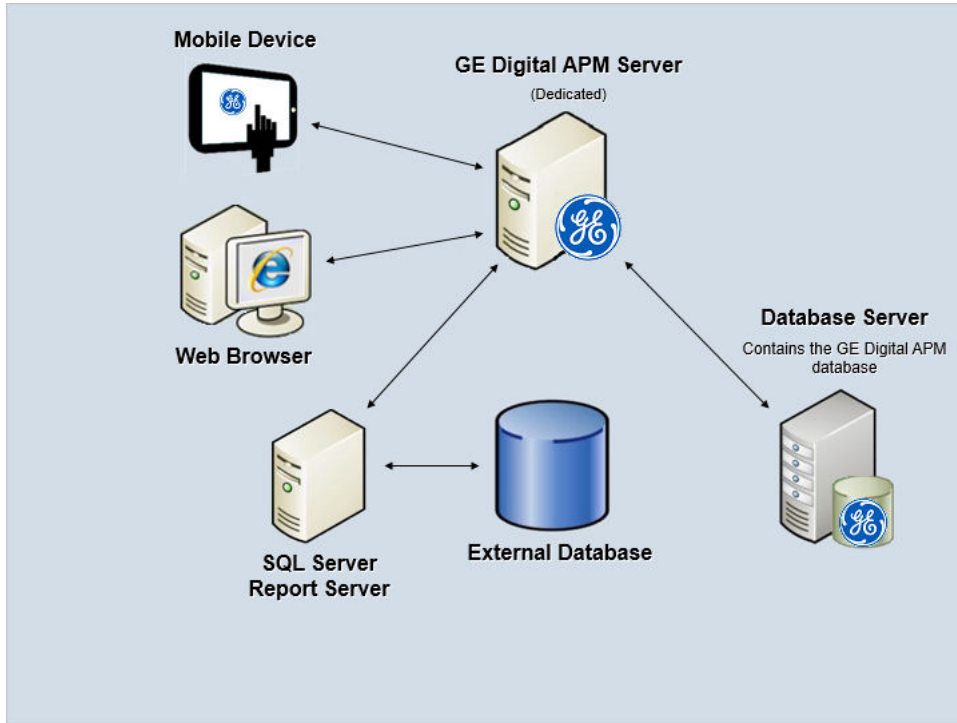 Mobile Device
GE Digital APM Server
(Dedicated)
Web Browser
Database Server
Contains the GE Digital APM
database
SQL Server
Report Server
External Database